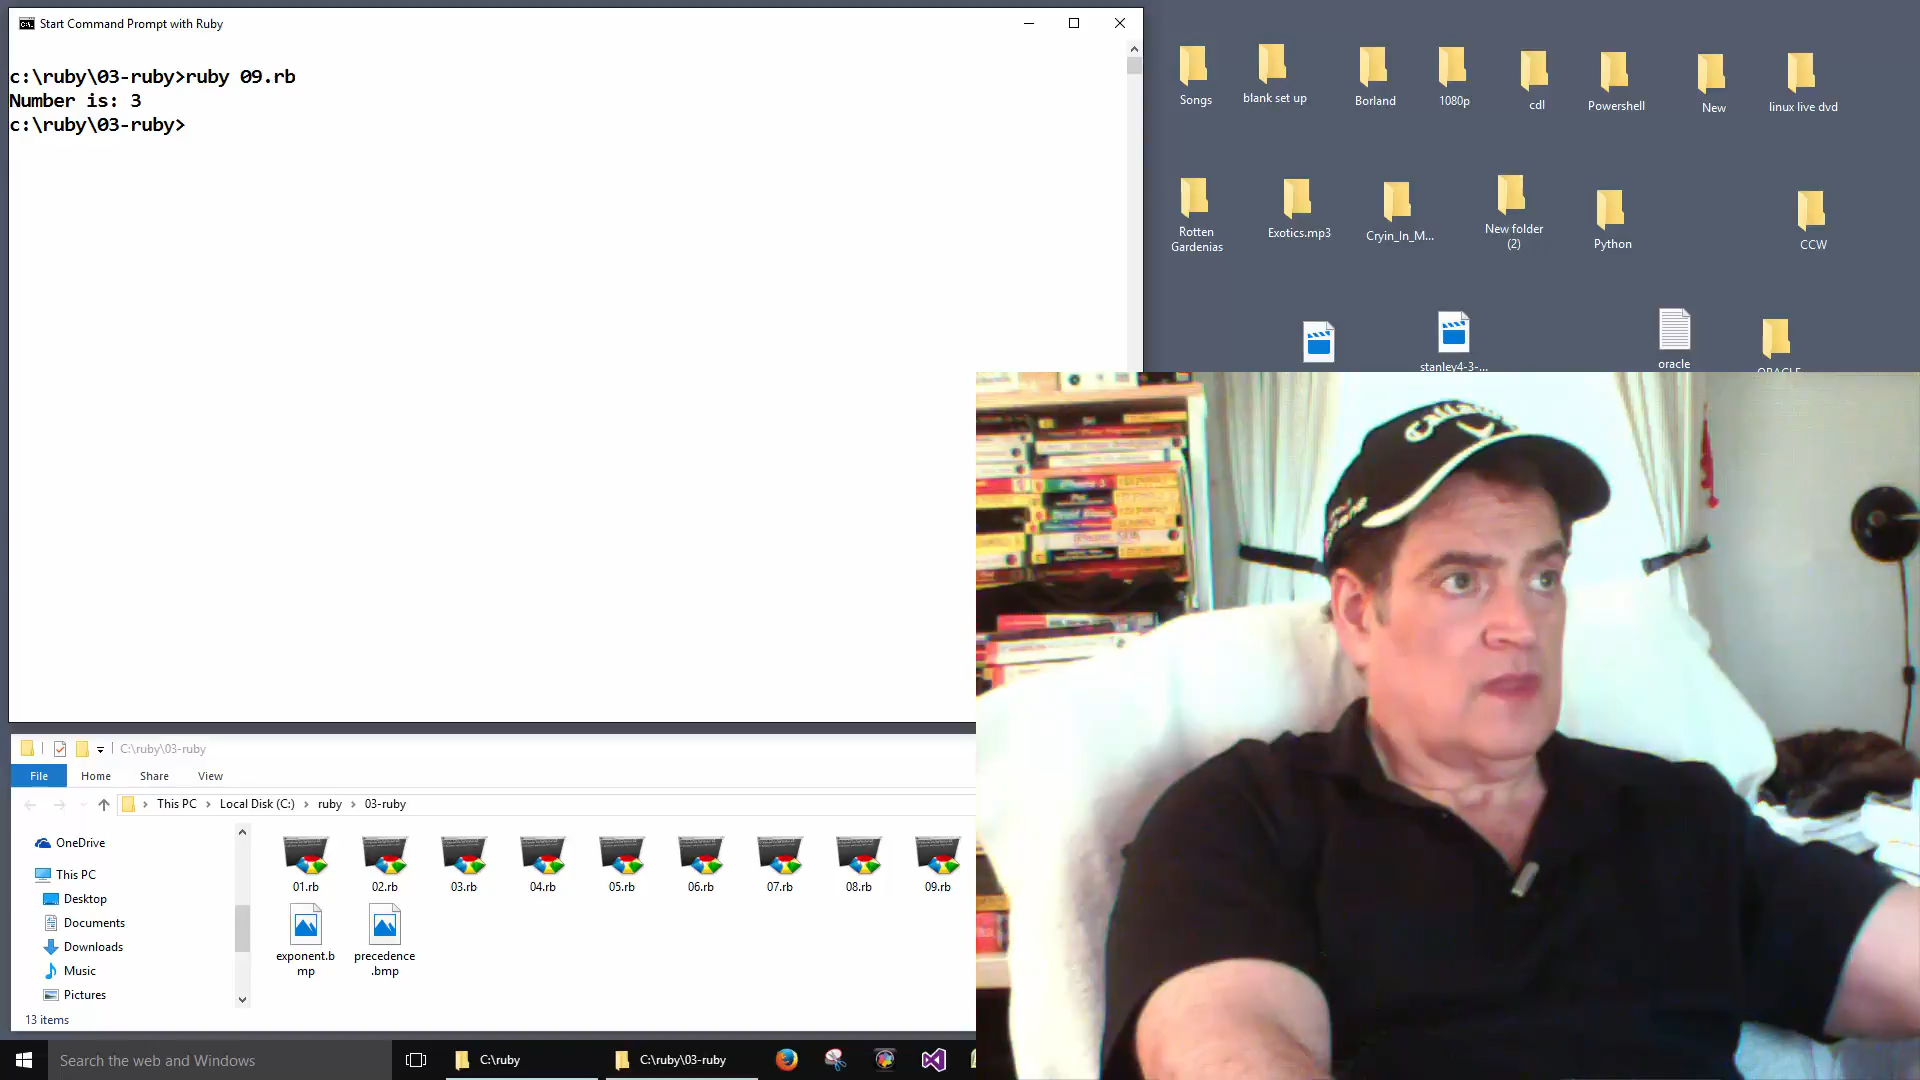 Start Command Prompt with Ruby
c:\ruby\03-ruby>ruby 09.rb
Number is: 3
c:\ruby\03-ruby>
Songs
blank set up
Borland
1080p
cdl
Powershell
New
linux live dvd
Rotten
Gardenias
Exotics.mp3
Cryin_In_M...
New folder
(2)
Python
CCW
stanley4-3-...
oracle
ORACLE
C:\ruby\03-ruby
File
Home
Share
View
This PC
Local Disk (C:)
ruby
03-ruby
OneDrive
This PC
Desktop
Documents
Downloads
Music
Pictures
01.rb
02.rb
03.rb
04.rb
05.rb
06.rb
07.rb
08.rb
09.rb
exponent.b
mp
precedence
.bmp
13 items
Search the web and Windows
C:\ruby
C:\ruby\03-ruby